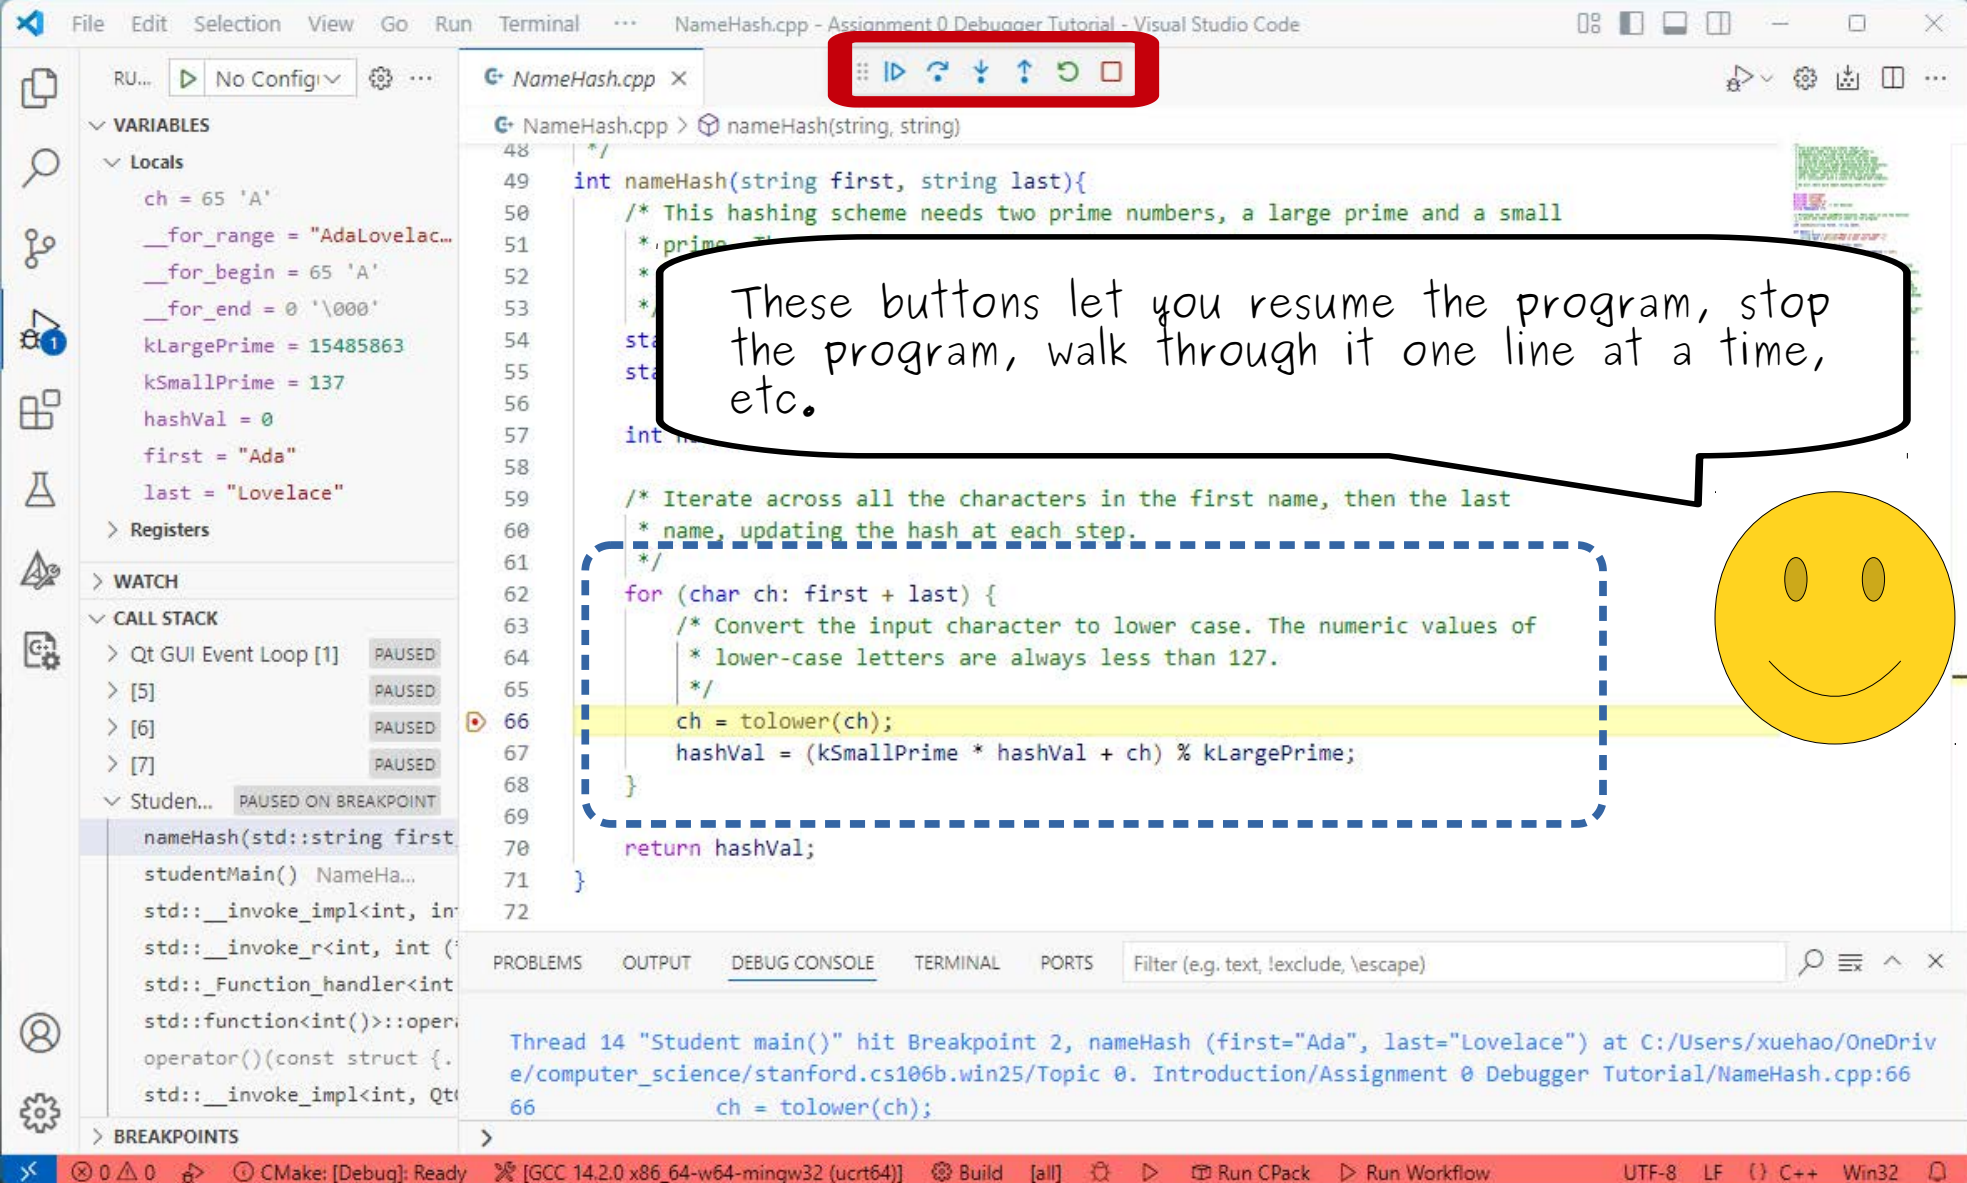 File Edit Selection View Go Run Terminal ··· NameHash.cpp - Assignment 0 Debugger Tutorial - Visual Studio Code
RU... No Config
NameHash.cpp
NameHash.cpp > nameHash(string, string)
VARIABLES
Locals
ch = 65 'A'
__for_range = "AdaLovelac…
__for_begin = 65 'A'
__for_end = 0 '\000'
kLargePrime = 15485863
kSmallPrime = 137
hashVal = 0
first = "Ada"
last = "Lovelace"
Registers
WATCH
CALL STACK
Qt GUI Event Loop [1] PAUSED
[5] PAUSED
[6] PAUSED
[7] PAUSED
Studen... PAUSED ON BREAKPOINT
nameHash(std::string first
studentMain() NameHa...
std::__invoke_impl<int, in
std::__invoke_r<int, int (
std::_Function_handler<int
std::function<int()>::oper
operator()(const struct {.
std::__invoke_impl<int, Qt
BREAKPOINTS
48 */
49 int nameHash(string first, string last){
50 /* This hashing scheme needs two prime numbers, a large prime and a small
51 * prime.
52 *
53 */
54
55
56
57 int
58
59 /* Iterate across all the characters in the first name, then the last
60 * name, updating the hash at each step.
61 */
62 for (char ch: first + last) {
63 /* Convert the input character to lower case. The numeric values of
64 * lower-case letters are always less than 127.
65 */
66 ch = tolower(ch);
67 hashVal = (kSmallPrime * hashVal + ch) % kLargePrime;
68 }
69
70 return hashVal;
71 }
72
These buttons let you resume the program, stop
the program, walk through it one line at a time,
etc.
PROBLEMS OUTPUT DEBUG CONSOLE TERMINAL PORTS Filter (e.g. text, !exclude, \escape)
Thread 14 "Student main()" hit Breakpoint 2, nameHash (first="Ada", last="Lovelace") at C:/Users/xuehao/OneDriv
e/computer_science/stanford.cs106b.win25/Topic 0. Introduction/Assignment 0 Debugger Tutorial/NameHash.cpp:66
66 ch = tolower(ch);
>
0 0 CMake: [Debug]: Ready [GCC 14.2.0 x86_64-w64-mingw32 (ucrt64)] Build [all] Run CPack Run Workflow UTF-8 LF {} C++ Win32